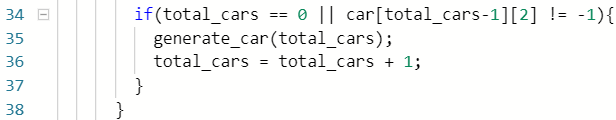 34 if(total_cars == 0 || car[total_cars-1][2] != -1){
35 generate_car(total_cars);
36 total_cars = total_cars + 1;
37 }
38 }